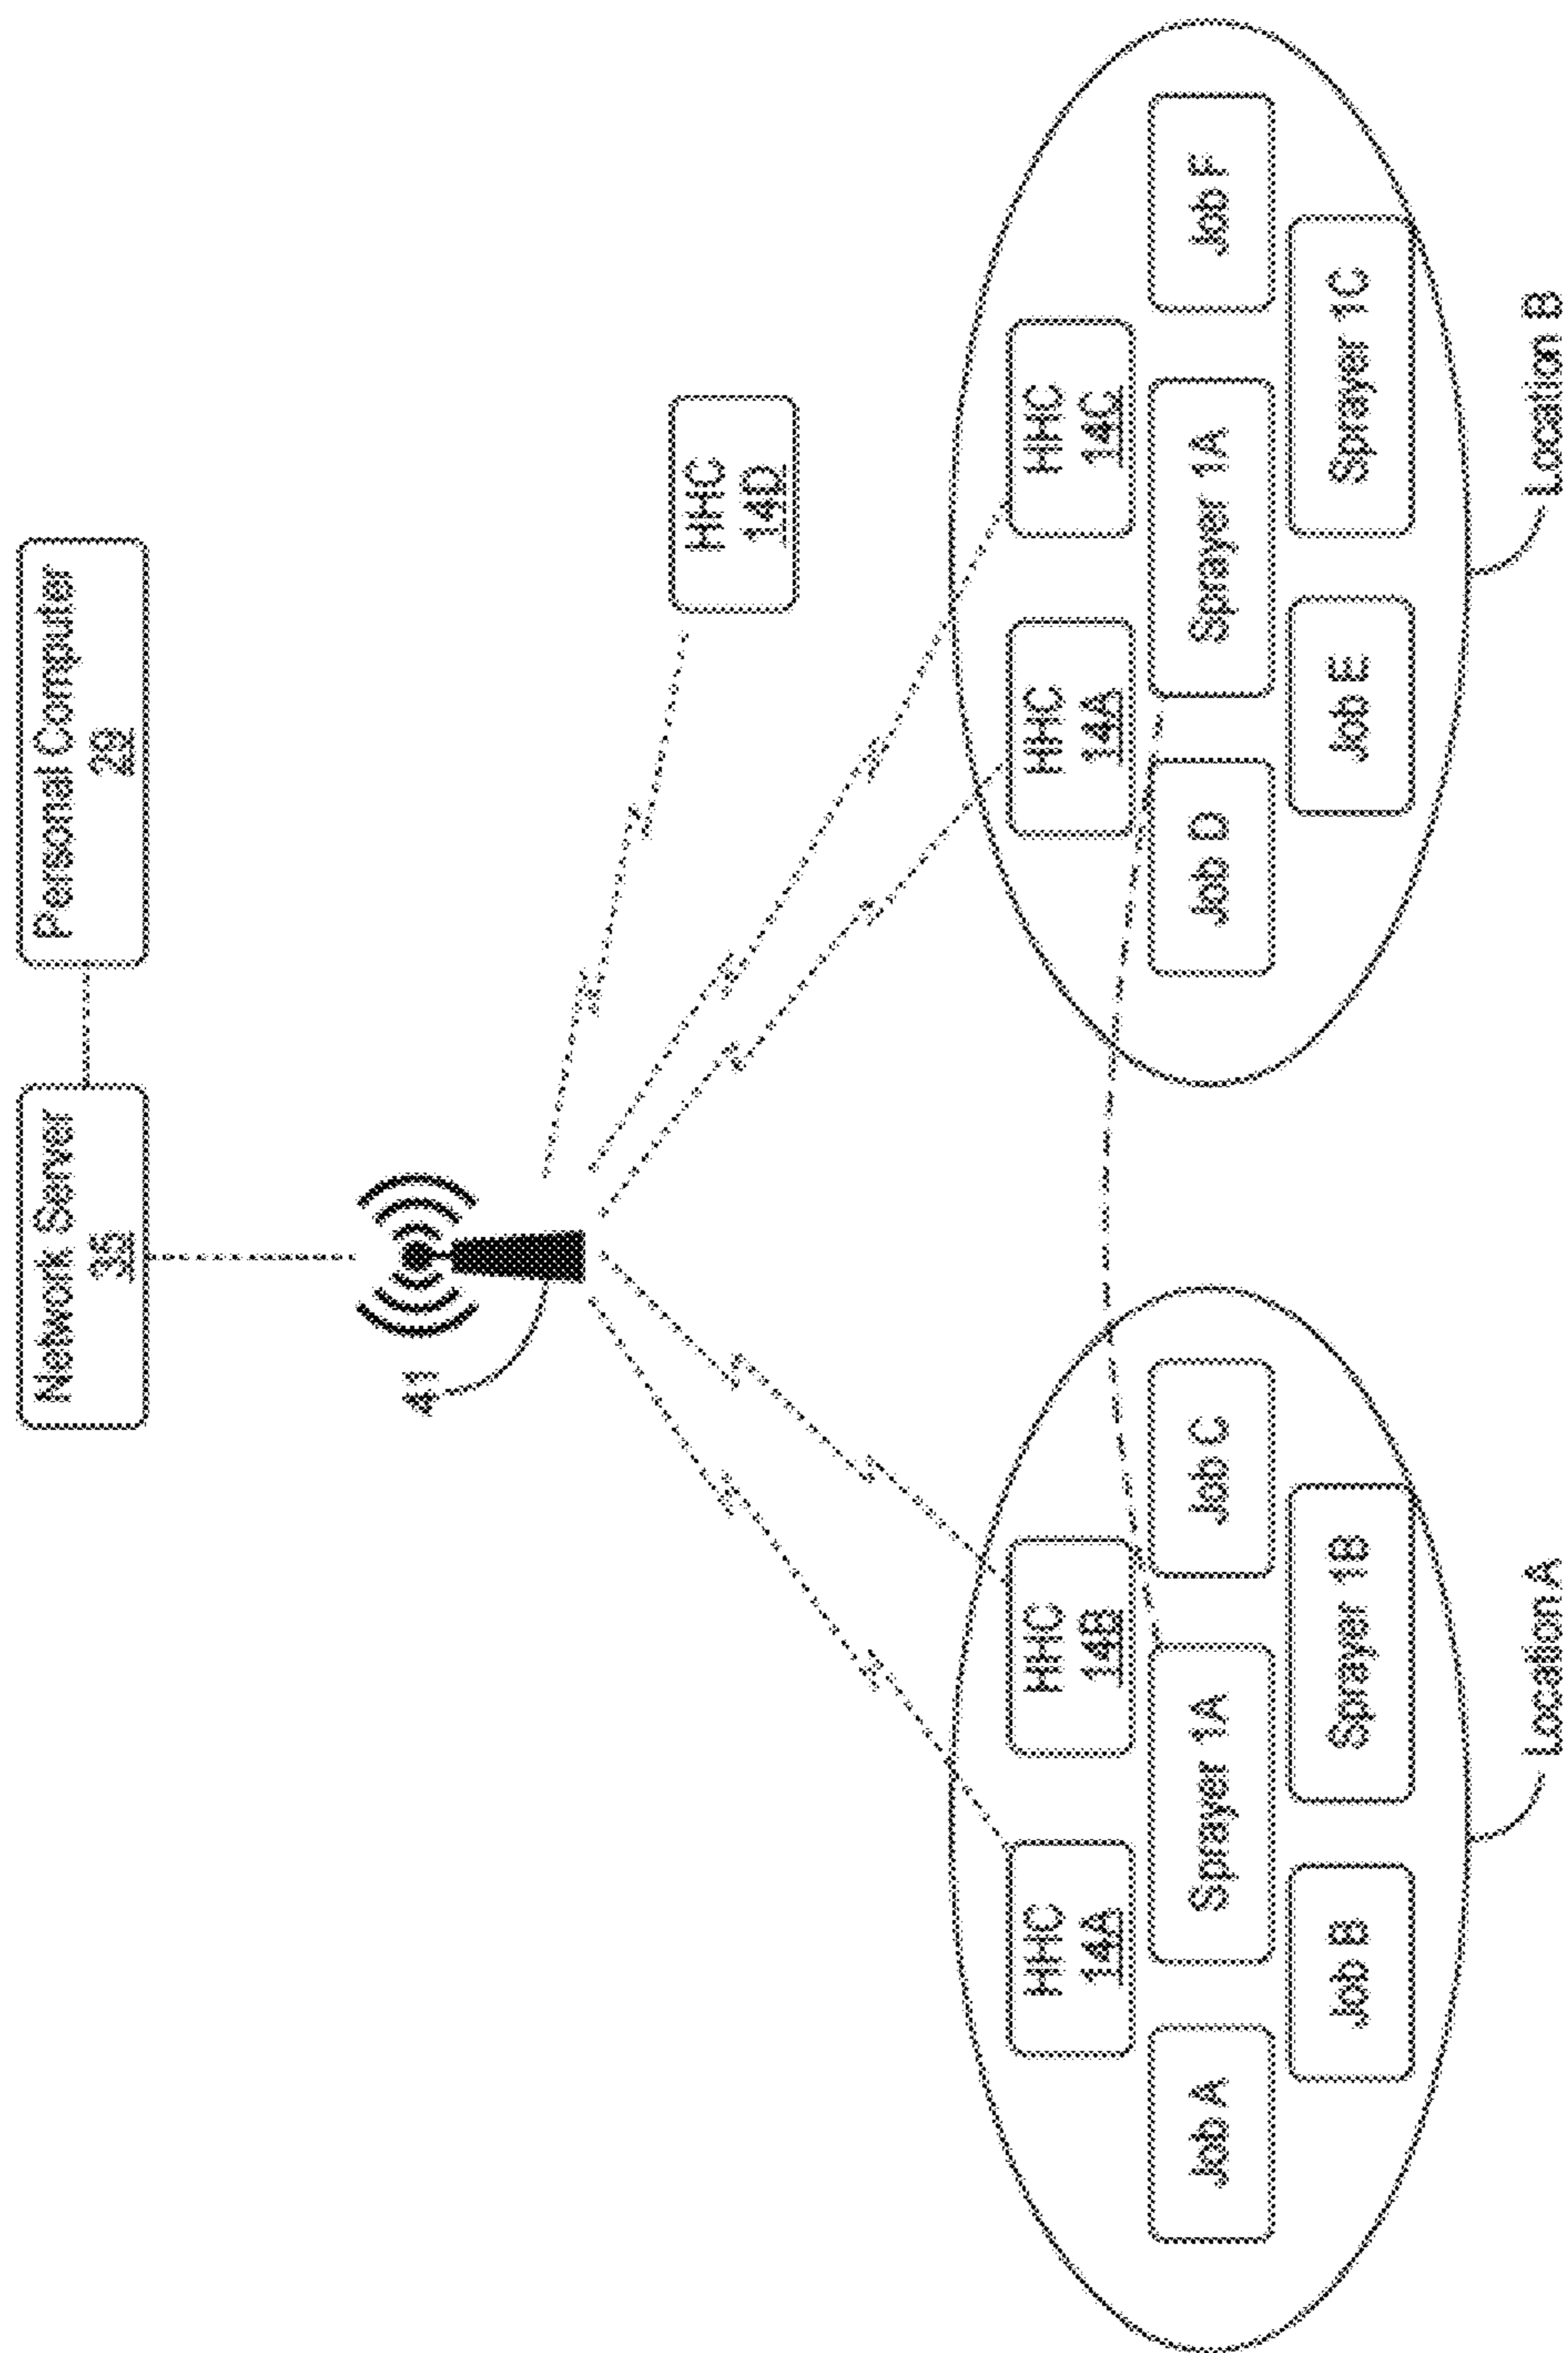 Network Server
35
Personal Computer
29
41
HHC
14D
HHC
14A
HHC
14B
Job A
Sprayer 1A
Job C
Job B
Sprayer 1B
Location A
HHC
14A
HHC
14C
Job D
Sprayer 1A
Job F
Job E
Sprayer 1C
Location B